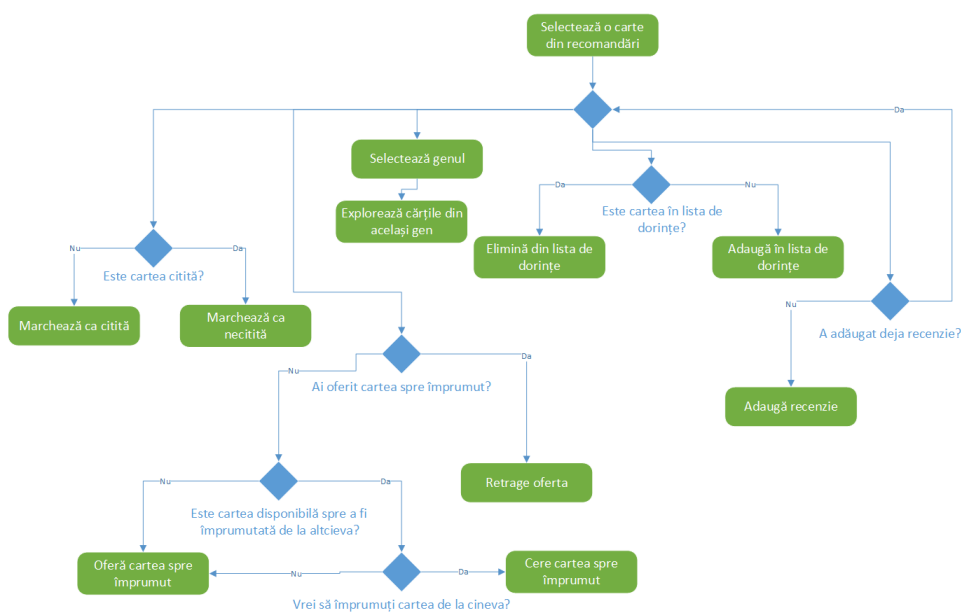 Selectează o carte
din recomandări
Da
Selectează genul
Da
Nu
Explorează cărțile din
același gen
Este cartea în lista de
dorințe?
Elimină din lista de
dorințe
Adaugă în lista de
dorințe
Nu
Da
Este cartea citită?
Marchează ca citită
Marchează ca
necitită
Nu
A adăugat deja recenzie?
Nu
Da
Ai oferit cartea spre împrumut?
Adaugă recenzie
Nu
Da
Retrage oferta
Este cartea disponibilă spre a fi
împrumutată de la altcieva?
Oferă cartea spre
împrumut
Nu
Da
Cere cartea spre
împrumut
Vrei să împrumuți cartea de la cineva?